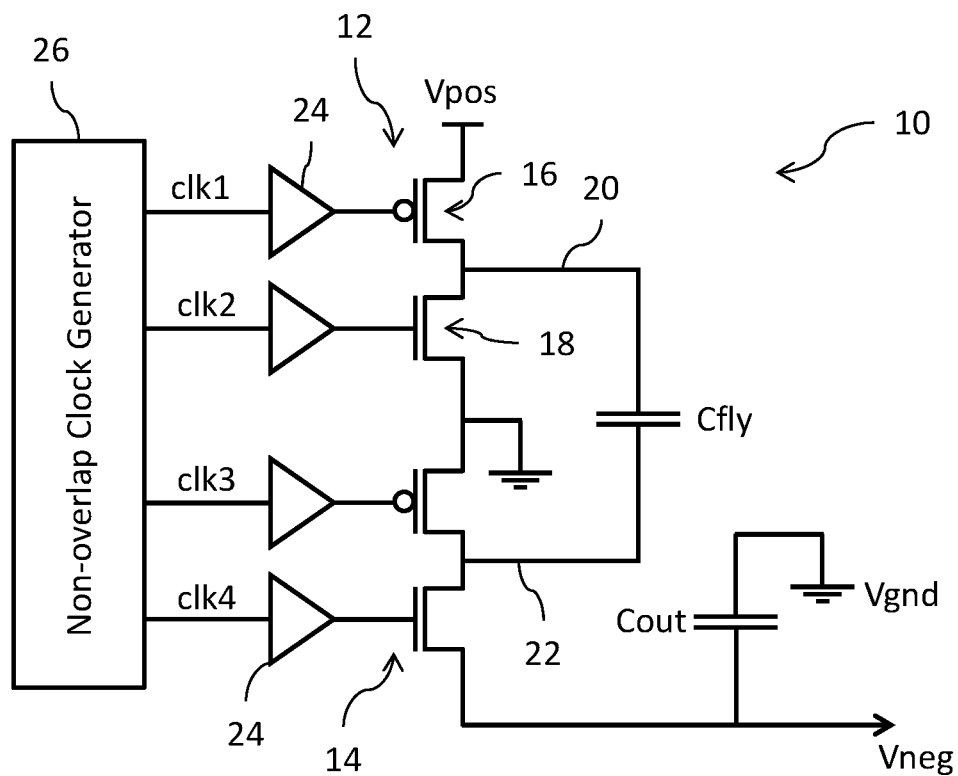 26
12
Vpos
24
10
clk1
16
20
clk2
18
Non-overlap Clock Generator
Cfly
clk3
clk4
Vgnd
Cout
22
24
14
Vneg